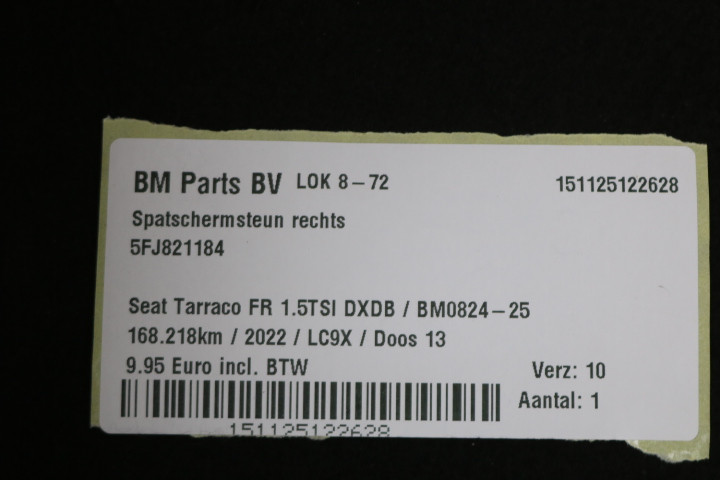 BM Parts BV LOK 8-72 151125122628
Spatschermsteun rechts
5FJ821184
Seat Tarraco FR 1.5TSI DXDB / BM0824-25
168.218km / 2022 / LC9X / Doos 13
9.95 Euro incl. BTW Verz: 10
Aantal: 1
151125122628